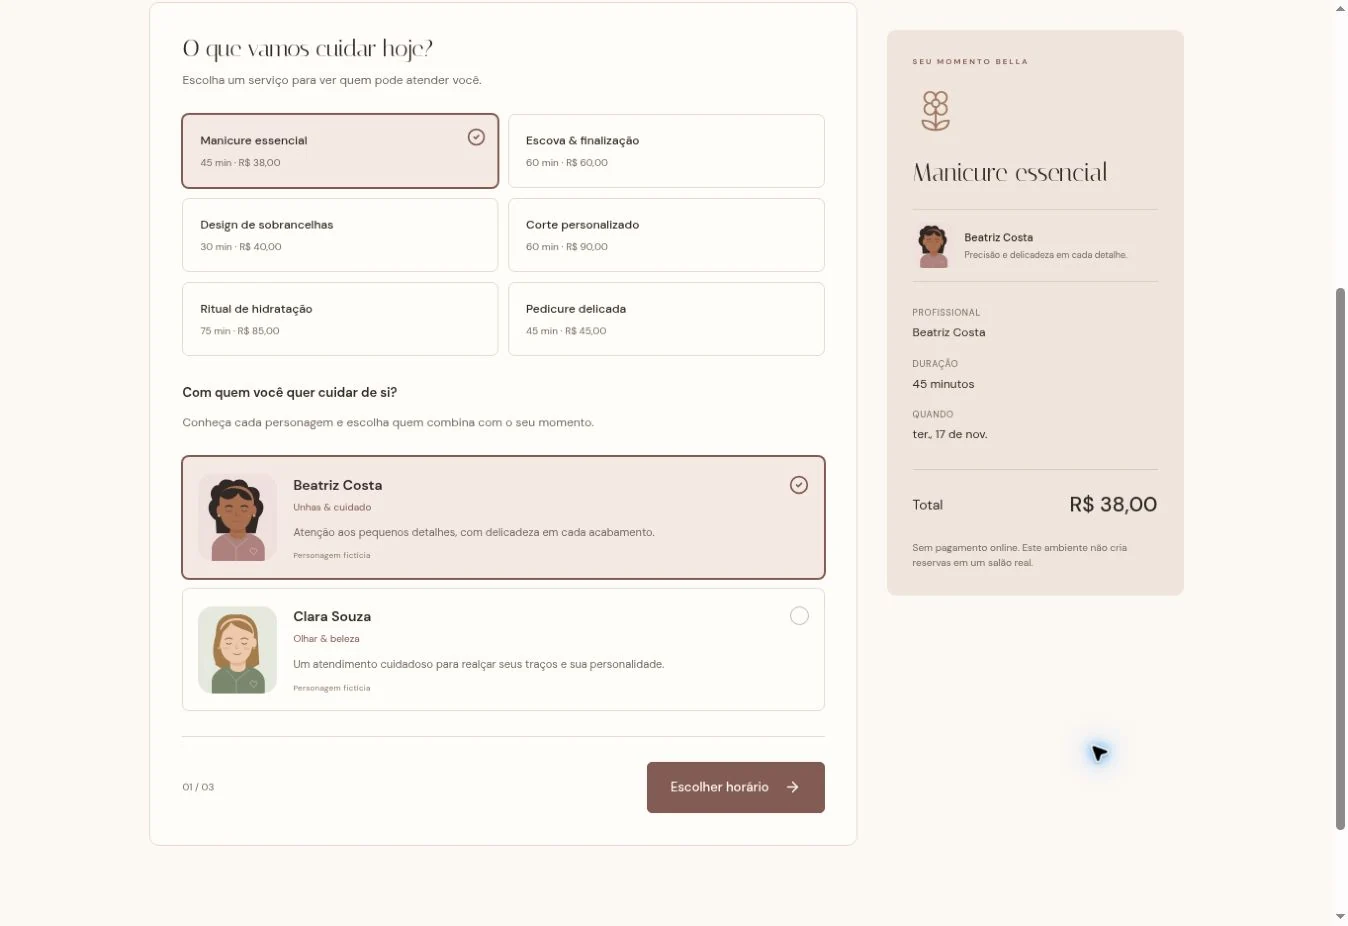 O que vamos cuidar hoje?
Escolha um serviço para ver quem pode atender você.
Manicure essencial
45 min · R$ 38,00
Escova & finalização
60 min · R$ 60,00
Design de sobrancelhas
30 min · R$ 40,00
Corte personalizado
60 min · R$ 90,00
Ritual de hidratação
75 min · R$ 85,00
Pedicure delicada
45 min · R$ 45,00
Com quem você quer cuidar de si?
Conheça cada personagem e escolha quem combina com o seu momento.
Beatriz Costa
Unhas & cuidado
Atenção aos pequenos detalhes, com delicadeza em cada acabamento.
Personagem fictícia
Clara Souza
Olhar & beleza
Um atendimento cuidadoso para realçar seus traços e sua personalidade.
Personagem fictícia
01 / 03
Escolher horário
SEU MOMENTO BELLA
Manicure essencial
Beatriz Costa
Precisão e delicadeza em cada detalhe.
PROFISSIONAL
Beatriz Costa
DURAÇÃO
45 minutos
QUANDO
ter., 17 de nov.
Total
R$ 38,00
Sem pagamento online. Este ambiente não cria
reservas em um salão real.